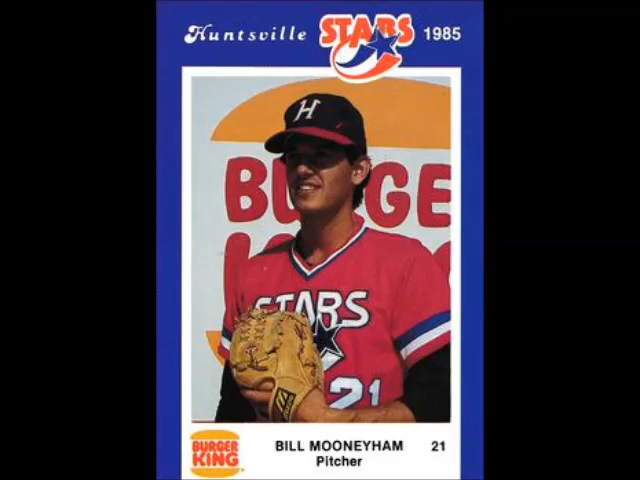 Huntsville STARS 1985
H
BURGE
STARS
21
BURGER
KING
BILL MOONEYHAM 21
Pitcher